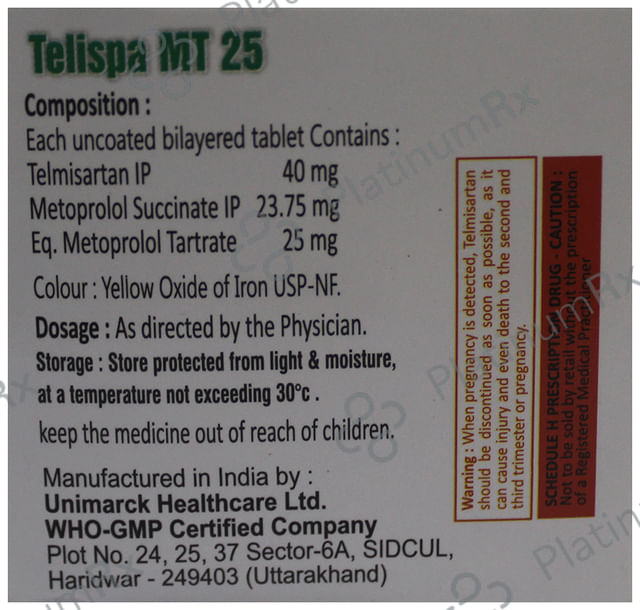 Telispa MT 25
Composition :
Each uncoated bilayered tablet Contains :
Telmisartan IP 40 mg
Metoprolol Succinate IP 23.75 mg
Eq. Metoprolol Tartrate 25 mg
Colour : Yellow Oxide of Iron USP-NF.
Dosage : As directed by the Physician.
Storage : Store protected from light & moisture,
at a temperature not exceeding 30°c .
keep the medicine out of reach of children.
Manufactured in India by :
Unimarck Healthcare Ltd.
WHO-GMP Certified Company
Plot No. 24, 25, 37 Sector-6A, SIDCUL,
Haridwar - 249403 (Uttarakhand)
Warning : When pregnancy is detected, Telmisartan
should be discontinued as soon as possible, as it
can cause injury and even death to the second and
third trimester or pregnancy.
SCHEDULE H PRESCRIPTION DRUG - CAUTION :
Not to be sold by retail without the prescription
of a Registered Medical Practitioner
PlatinumRx
PlatinumRx